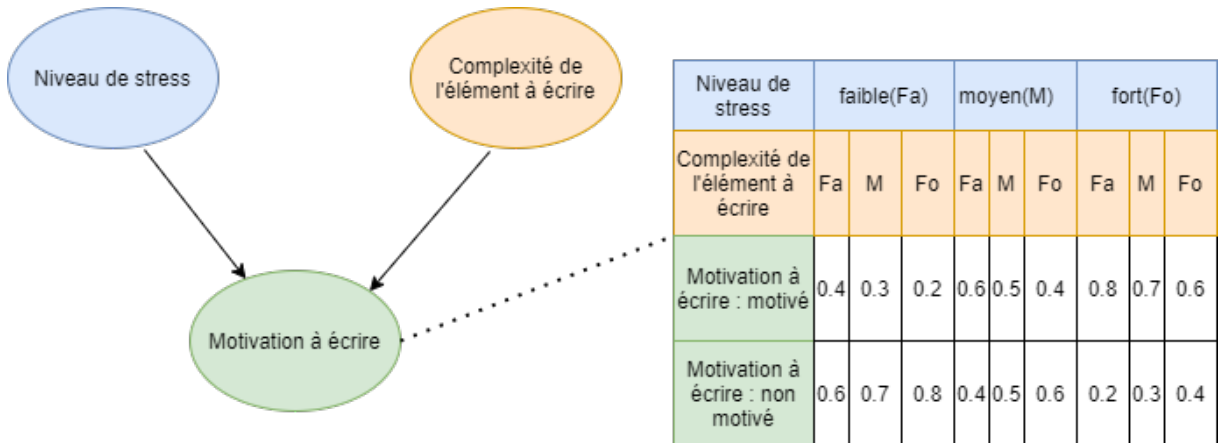 Niveau de stress
Complexité de
l'élément à écrire
Motivation à écrire
Niveau de
stress
faible(Fa) moyen(M) fort(Fo)
Complexité de
l'élément à
écrire
Fa M Fo Fa M Fo Fa M Fo
Motivation à
écrire : motivé
0.4 0.3 0.2 0.6 0.5 0.4 0.8 0.7 0.6
Motivation à
écrire : non
motivé
0.6 0.7 0.8 0.4 0.5 0.6 0.2 0.3 0.4